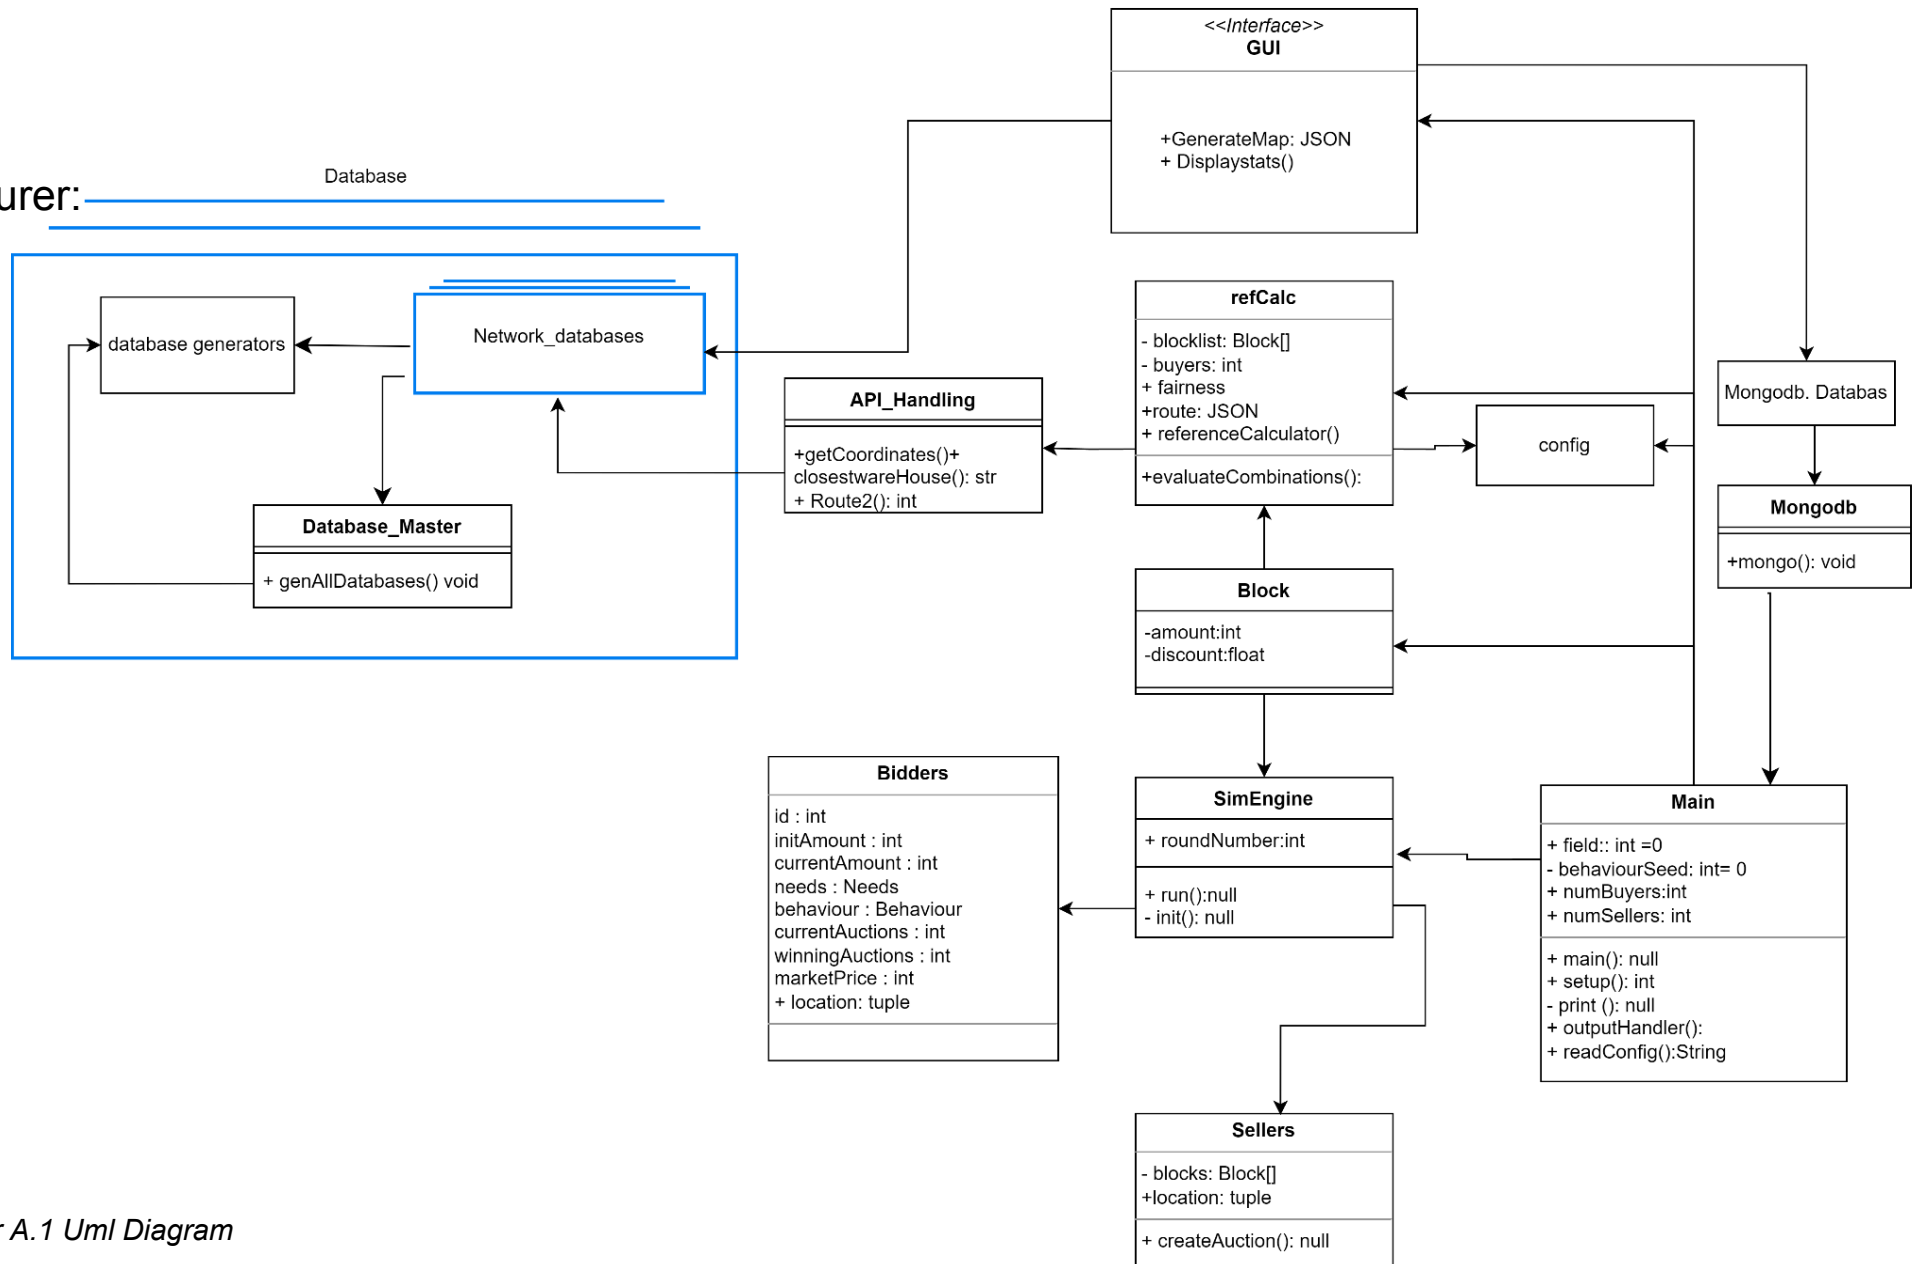 <<Interface>>
GUI
+GenerateMap: JSON
+ Displaystats()
Database
urer:
database generators
Network_databases
Database_Master
+ genAllDatabases() void
API_Handling
+getCoordinates()+
closestwareHouse(): str
+ Route2(): int
refCalc
- blocklist: Block[]
- buyers: int
+ fairness
+route: JSON
+ referenceCalculator()
+evaluateCombinations():
config
Mongodb. Databas
Mongodb
+mongo(): void
Block
-amount:int
-discount:float
Bidders
id : int
initAmount : int
currentAmount : int
needs : Needs
behaviour : Behaviour
currentAuctions : int
winningAuctions : int
marketPrice : int
+ location: tuple
SimEngine
+ roundNumber:int
+ run():null
- init(): null
Main
+ field:: int =0
- behaviourSeed: int= 0
+ numBuyers:int
+ numSellers: int
+ main(): null
+ setup(): int
- print (): null
+ outputHandler():
+ readConfig():String
Sellers
- blocks: Block[]
+location: tuple
+ createAuction(): null
r A.1 Uml Diagram